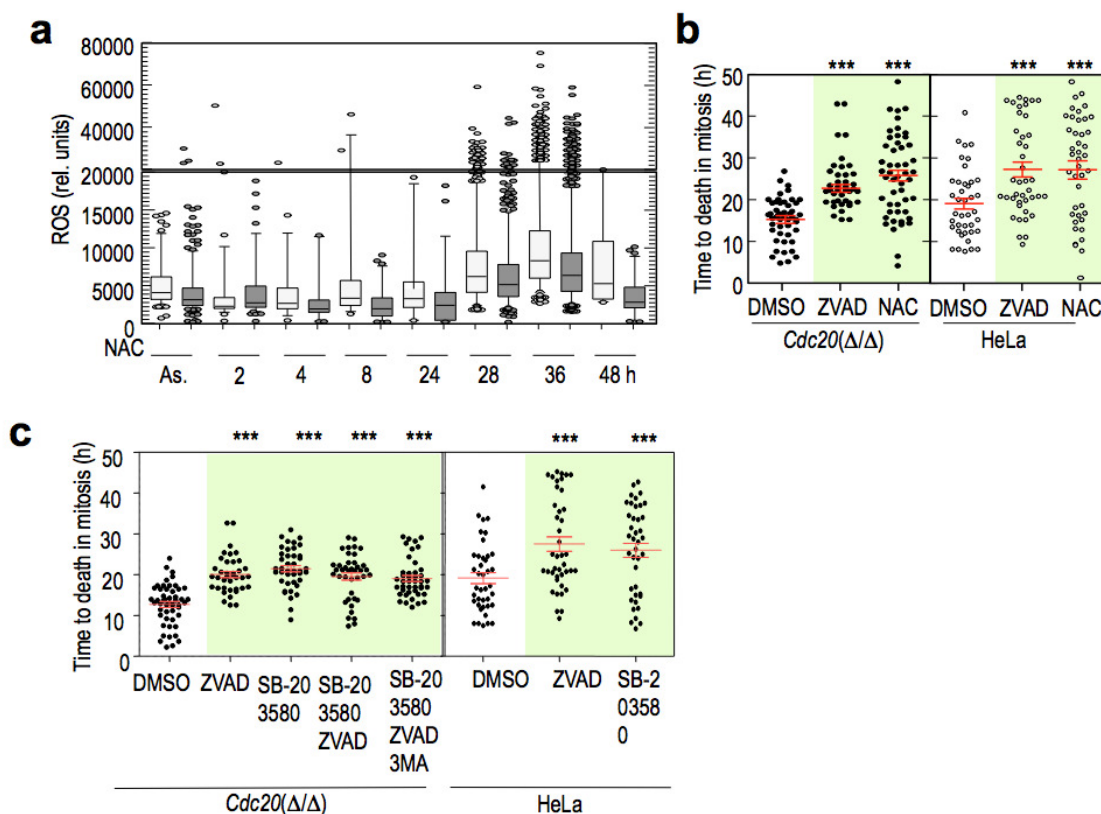 a
80000
60000
40000
20000
15000
10000
5000
0
ROS (rel. units)
NAC
As. 2 4 8 24 28 36 48 h
b
*** *** *** ***
50
40
30
20
10
0
Time to death in mitosis (h)
DMSO ZVAD NAC DMSO ZVAD NAC
Cdc20(Δ/Δ) HeLa
c
*** *** *** *** *** ***
50
40
30
20
10
0
Time to death in mitosis (h)
DMSO ZVAD SB-20 SB-20 SB-20 DMSO ZVAD SB-2
3580 3580 3580 0358
ZVAD ZVAD 0
3MA
Cdc20(Δ/Δ) HeLa